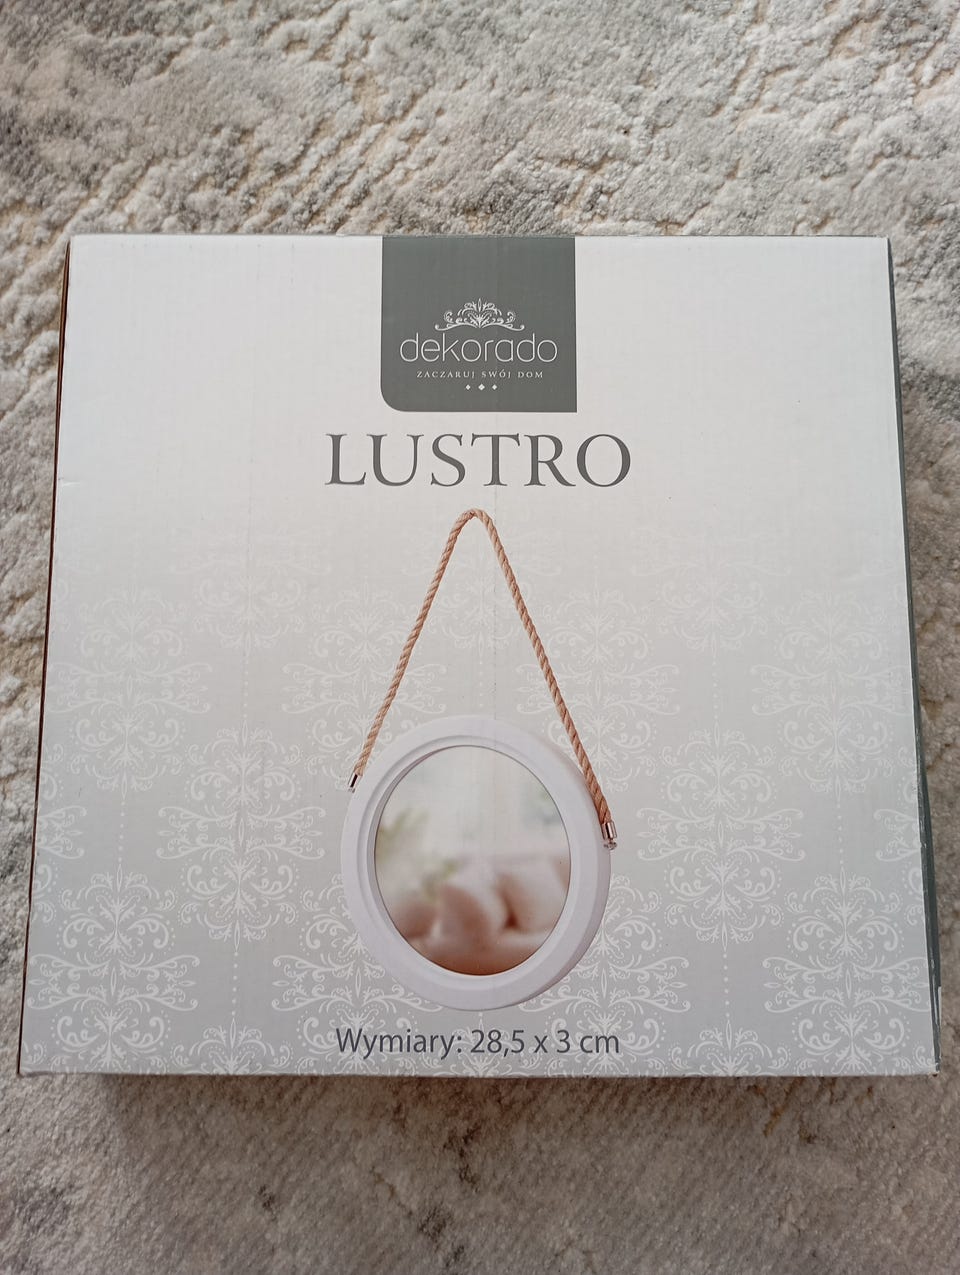 dekorado
ZACZARUJ SWÓJ DOM
LUSTRO
Wymiary: 28,5 x 3 cm